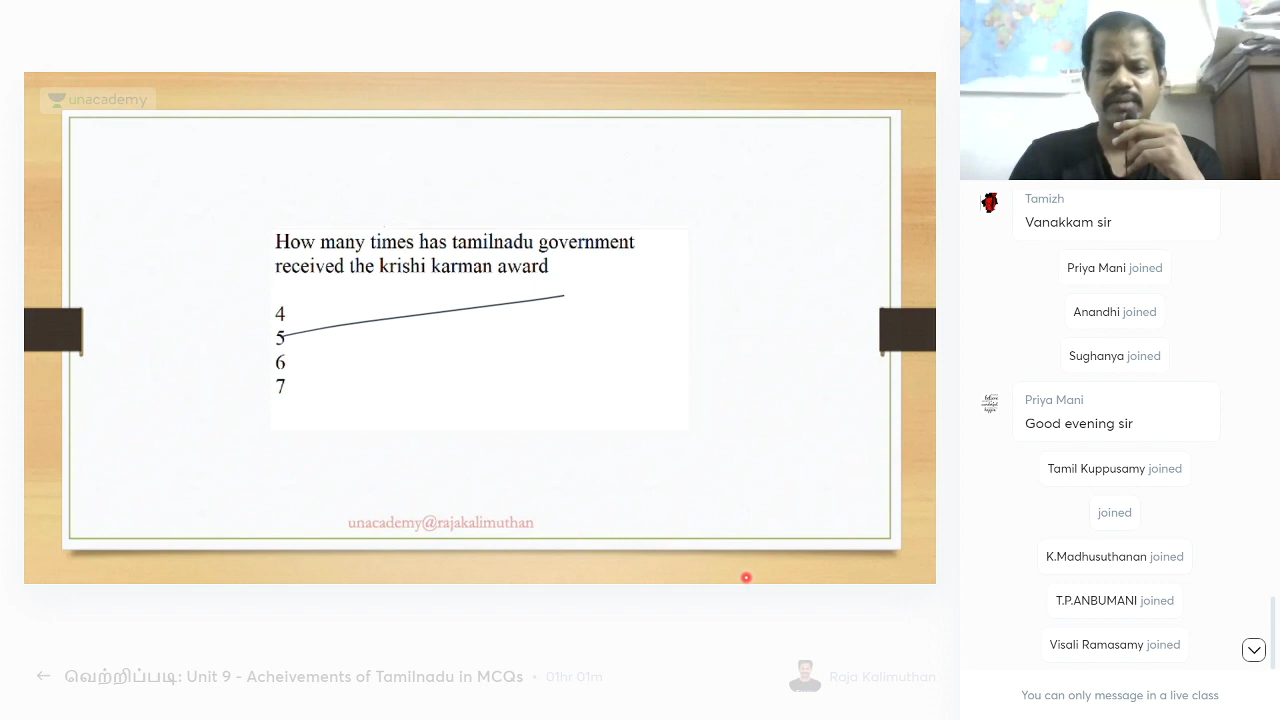 unacademy
How many times has tamilnadu government
received the krishi karman award
4
5
6
7
unacademy@rajakalimuthan
வெற்றிப்படி: Unit 9 - Acheivements of Tamilnadu in MCQs • 01hr 01m
Raja Kalimuthan
Tamizh
Vanakkam sir
Priya Mani joined
Anandhi joined
Sughanya joined
Priya Mani
Good evening sir
Tamil Kuppusamy joined
joined
K.Madhusuthanan joined
T.P.ANBUMANI joined
Visali Ramasamy joined
You can only message in a live class